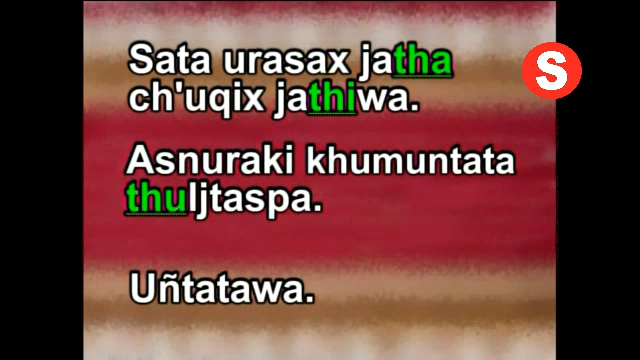 Sata urasax jatha
ch'uqix jathiwa.
Asnuraki khumuntata
thuljtaspa.
Uñtatawa.
S